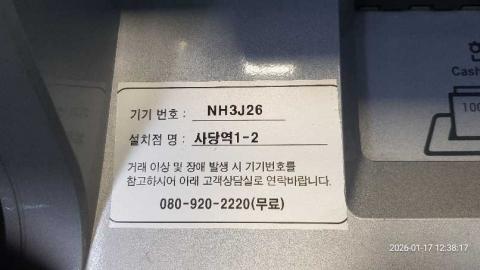 기기 번호 : NH3J26
설치점 명 : 사당역1-2
거래 이상 및 장애 발생 시 기기번호를
참고하시어 아래 고객상담실로 연락바랍니다.
080-920-2220(무료)
Cash
100
2026-01-17 12:38:17